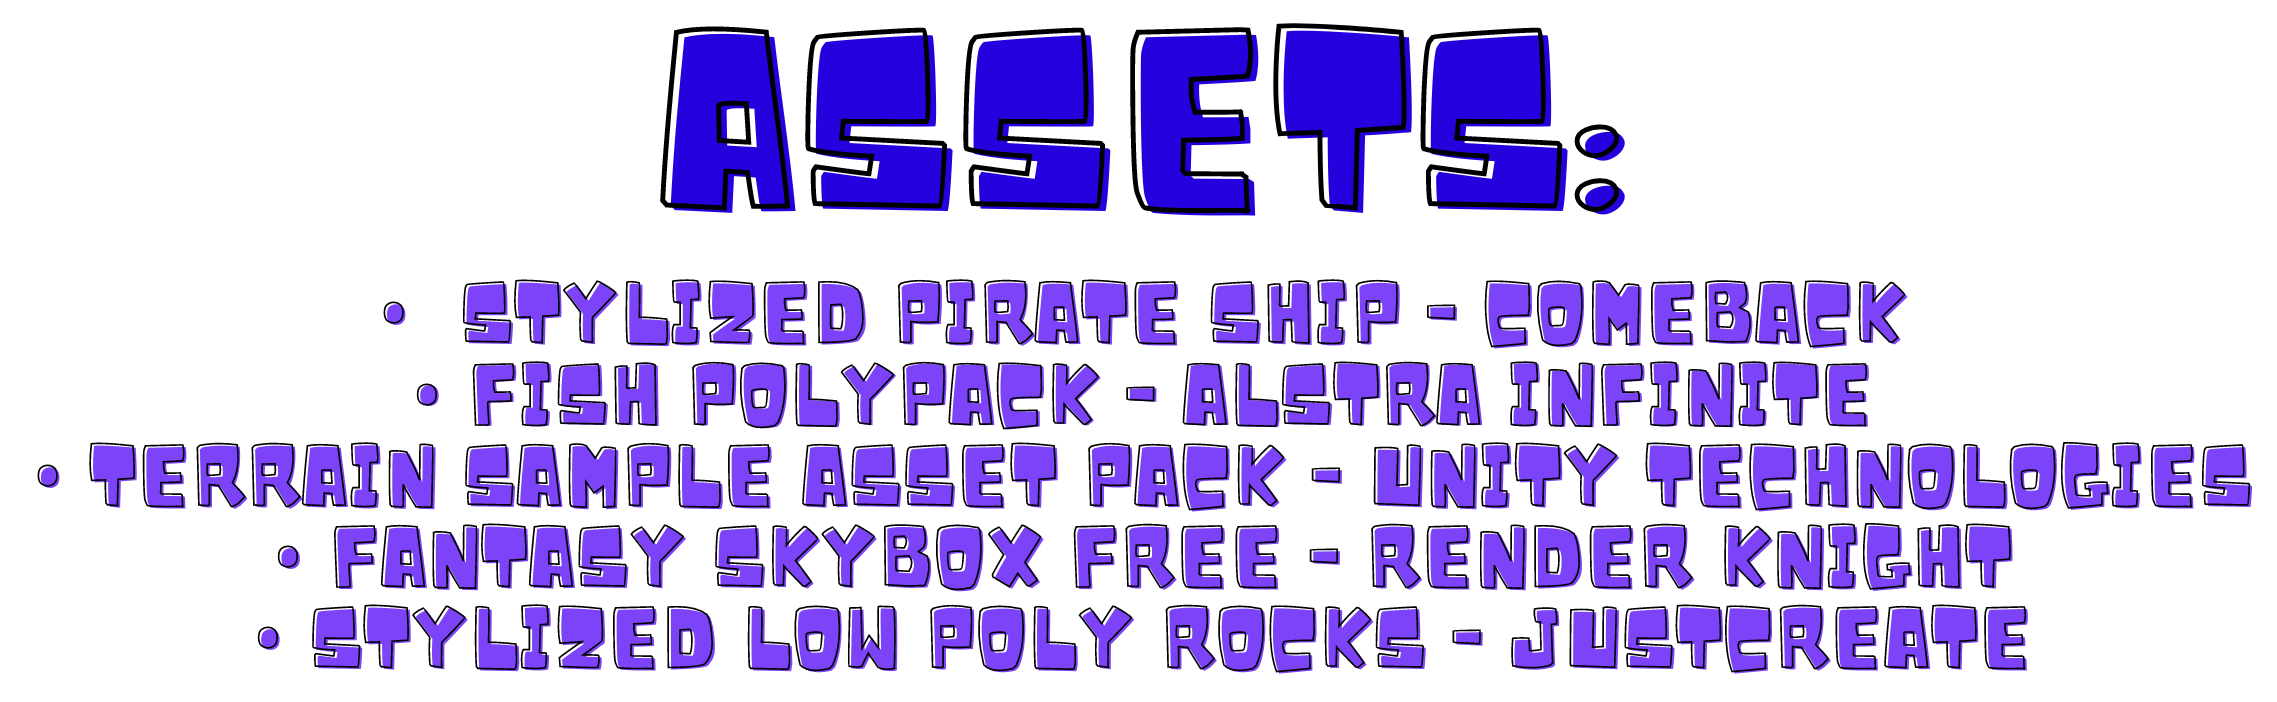 ASSETS:
• STYLIZED PIRATE SHIP - COMEBACK
• FISH POLYPACK - ALSTRA INFINITE
• TERRAIN SAMPLE ASSET PACK - UNITY TECHNOLOGIES
• FANTASY SKYBOX FREE - RENDER KNIGHT
• STYLIZED LOW POLY ROCKS - JUSTCREATE